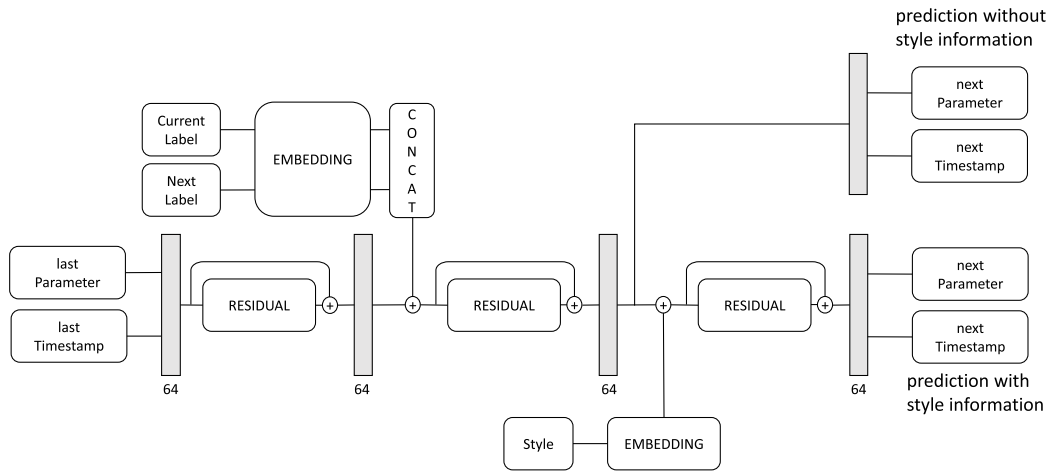 prediction without
style information
next
Parameter
next
Timestamp
Current
Label
Next
Label
EMBEDDING
C
O
N
C
A
T
last
Parameter
last
Timestamp
RESIDUAL
+
+
RESIDUAL
+
+
RESIDUAL
+
next
Parameter
next
Timestamp
64
64
64
64
prediction with
style information
Style
EMBEDDING